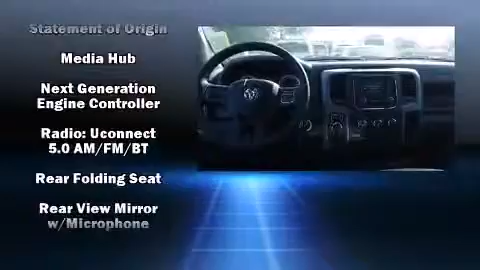 Statement of Origin
Media Hub
Next Generation
Engine Controller
Radio: Uconnect
5.0 AM/FM/BT
Rear Folding Seat
Rear View Mirror
w/Microphone